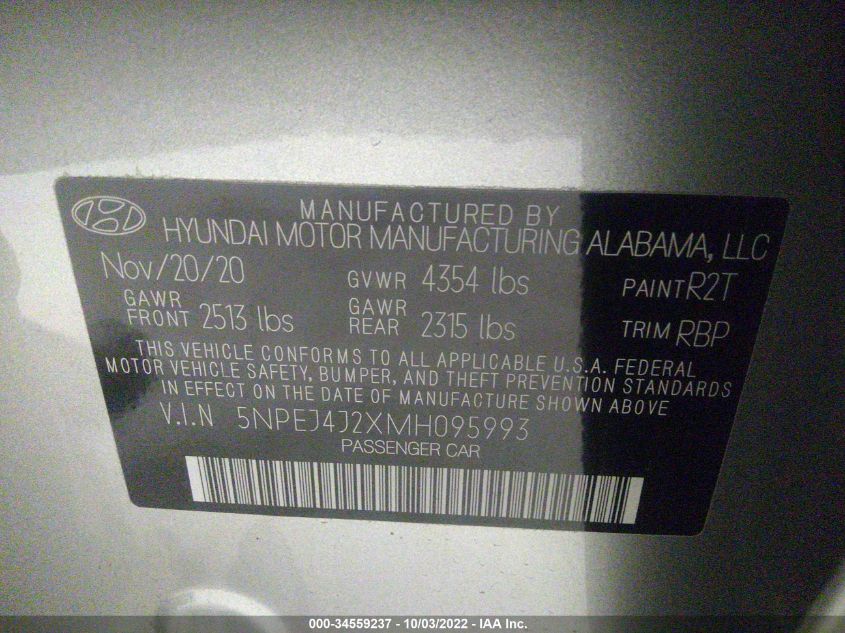 MANUFACTURED BY
HYUNDAI MOTOR MANUFACTURING ALABAMA, LLC
Nov/20/20 GVWR 4354 lbs PAINT R2T
GAWR FRONT 2513 lbs GAWR REAR 2315 lbs TRIM RBP
THIS VEHICLE CONFORMS TO ALL APPLICABLE U.S.A. FEDERAL
MOTOR VEHICLE SAFETY, BUMPER, AND THEFT PREVENTION STANDARDS
IN EFFECT ON THE DATE OF MANUFACTURE SHOWN ABOVE
V.I.N 5NPEJ4J2XMH095993
PASSENGER CAR
000-34559237 - 10/03/2022 - IAA Inc.